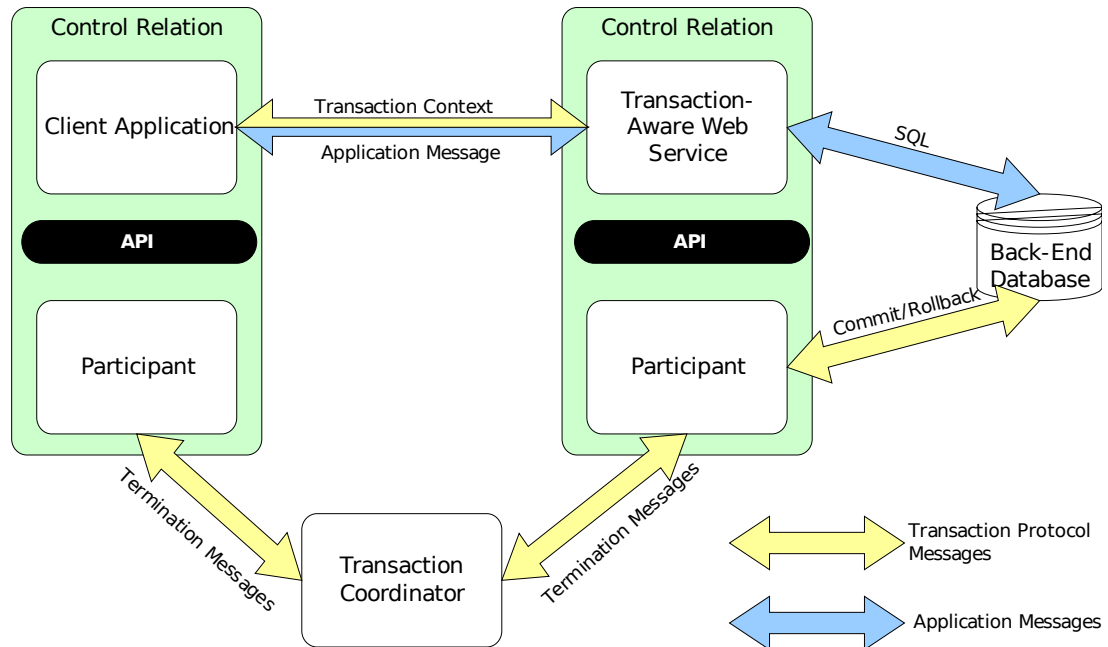 Control Relation
Control Relation
Client Application
Transaction Context
Application Message
Transaction-
Aware Web
Service
SQL
API
API
Back-End
Database
Commit/Rollback
Participant
Participant
Termination Messages
Termination Messages
Transaction
Coordinator
Transaction Protocol
Messages
Application Messages